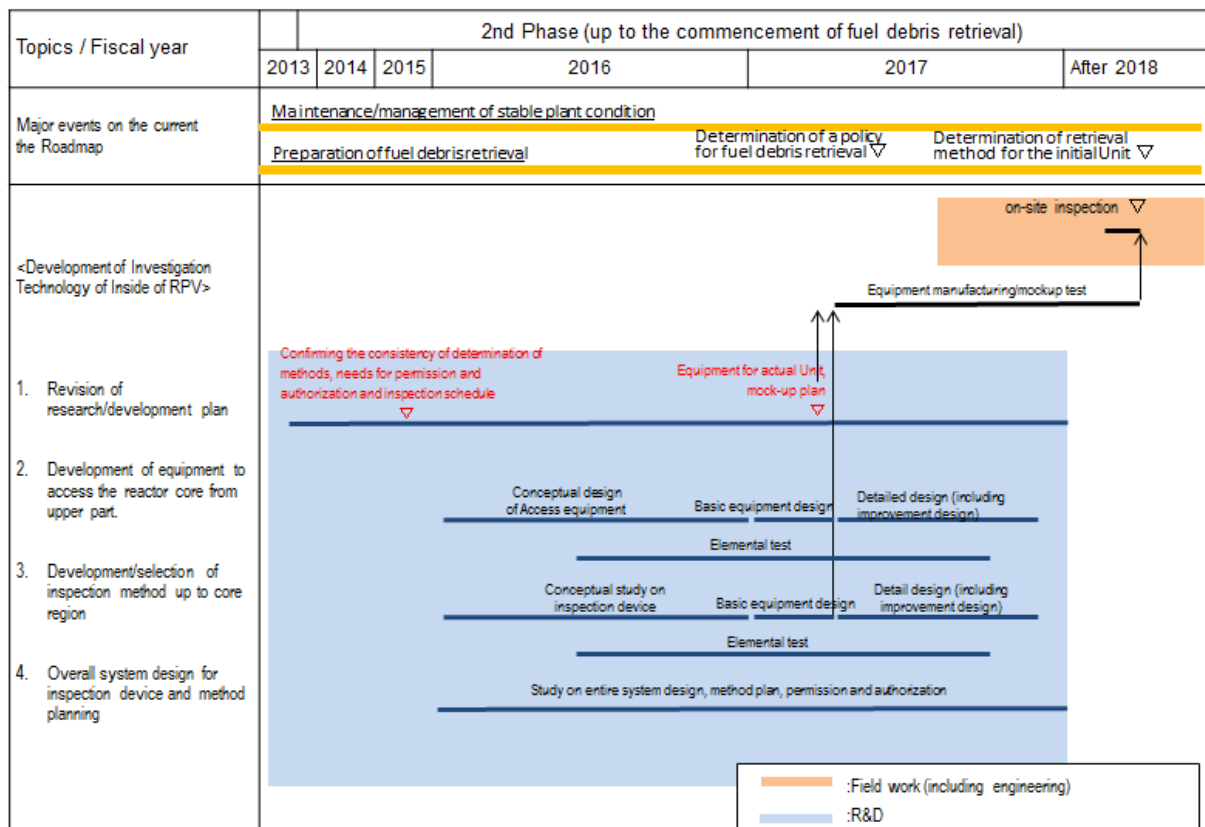 Topics / Fiscal year
2nd Phase (up to the commencement of fuel debris retrieval)
2013 2014 2015 2016 2017 After 2018
Major events on the current
the Roadmap
Maintenance/management of stable plant condition
Preparation of fuel debris retrieval
Determination of a policy
for fuel debris retrieval ▽
Determination of retrieval
method for the initial Unit ▽
on-site inspection ▽
<Development of Investigation
Technology of Inside of RPV>
Equipment manufacturing/mockup test
1. Revision of
research/development plan
Confirming the consistency of determination of
methods, needs for permission and
authorization and inspection schedule
▽
Equipment for actual Unit,
mock-up plan
▽
2. Development of equipment to
access the reactor core from
upper part.
Conceptual design
of Access equipment
Basic equipment design
Detailed design (including
improvement design)
Elemental test
3. Development/selection of
inspection method up to core
region
Conceptual study on
inspection device
Basic equipment design
Detail design (including
improvement design)
Elemental test
4. Overall system design for
inspection device and method
planning
Study on entire system design, method plan, permission and authorization
:Field work (including engineering)
:R&D